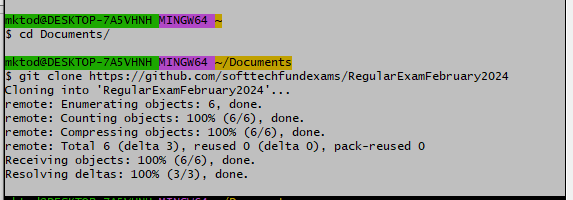 mktod@DESKTOP-7A5VHNH MINGW64 ~
$ cd Documents/
mktod@DESKTOP-7A5VHNH MINGW64 ~/Documents
$ git clone https://github.com/softtechfundexams/RegularExamFebruary2024
Cloning into 'RegularExamFebruary2024'...
remote: Enumerating objects: 6, done.
remote: Counting objects: 100% (6/6), done.
remote: Compressing objects: 100% (6/6), done.
remote: Total 6 (delta 3), reused 0 (delta 0), pack-reused 0
Receiving objects: 100% (6/6), done.
Resolving deltas: 100% (3/3), done.